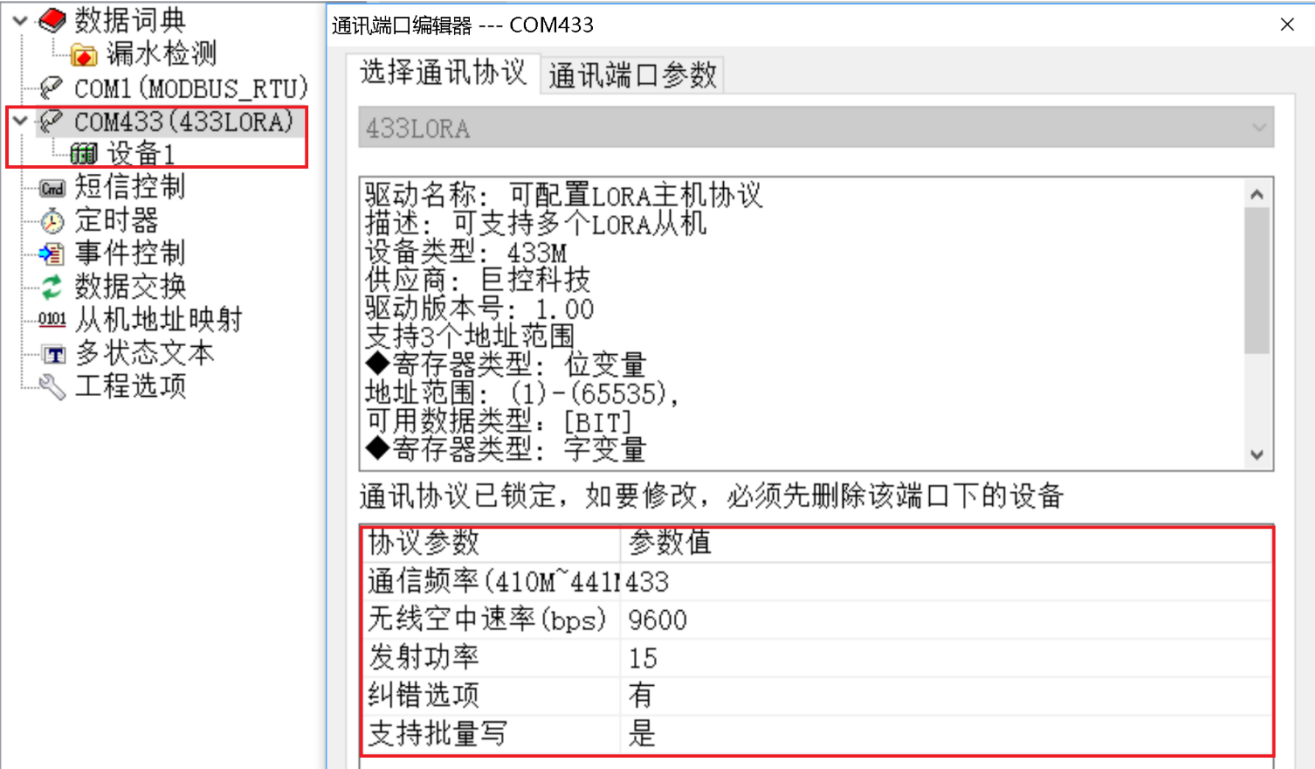 数据词典
漏水检测
COM1(MODBUS_RTU)
COM433(433LORA)
设备1
Cmd 短信控制
定时器
事件控制
数据交换
0101 从机地址映射
T 多状态文本
工程选项
通讯端口编辑器 --- COM433
选择通讯协议 通讯端口参数
433LORA
驱动名称: 可配置LORA主机协议
描述: 可支持多个LORA从机
设备类型: 433M
供应商: 巨控科技
驱动版本号: 1.00
支持3个地址范围
◆寄存器类型: 位变量
地址范围: (1)-(65535),
可用数据类型: [BIT]
◆寄存器类型: 字变量
通讯协议已锁定, 如要修改, 必须先删除该端口下的设备
协议参数 参数值
通信频率(410M~441M 433
无线空中速率(bps) 9600
发射功率 15
纠错选项 有
支持批量写 是